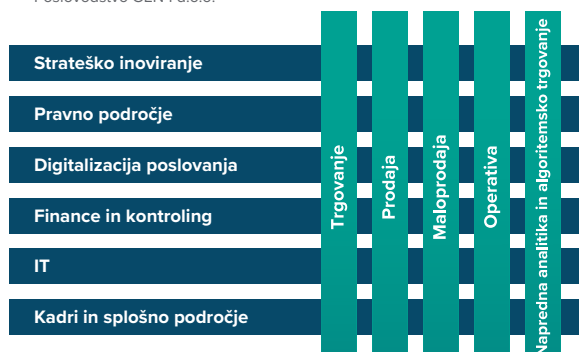 Strateško inoviranje
Pravno področje
Digitalizacija poslovanja
Finance in kontroling
IT
Kadri in splošno področje
Trgovanje
Prodaja
Maloprodaja
Operativa
Napredna analitika in algoritemsko trgovanje